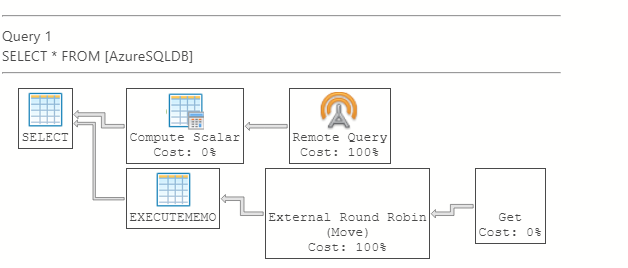 Query 1
SELECT * FROM [AzureSQLDB]
SELECT
Compute Scalar
Cost: 0%
Remote Query
Cost: 100%
EXECUTEMEMO
External Round Robin
(Move)
Cost: 100%
Get
Cost: 0%